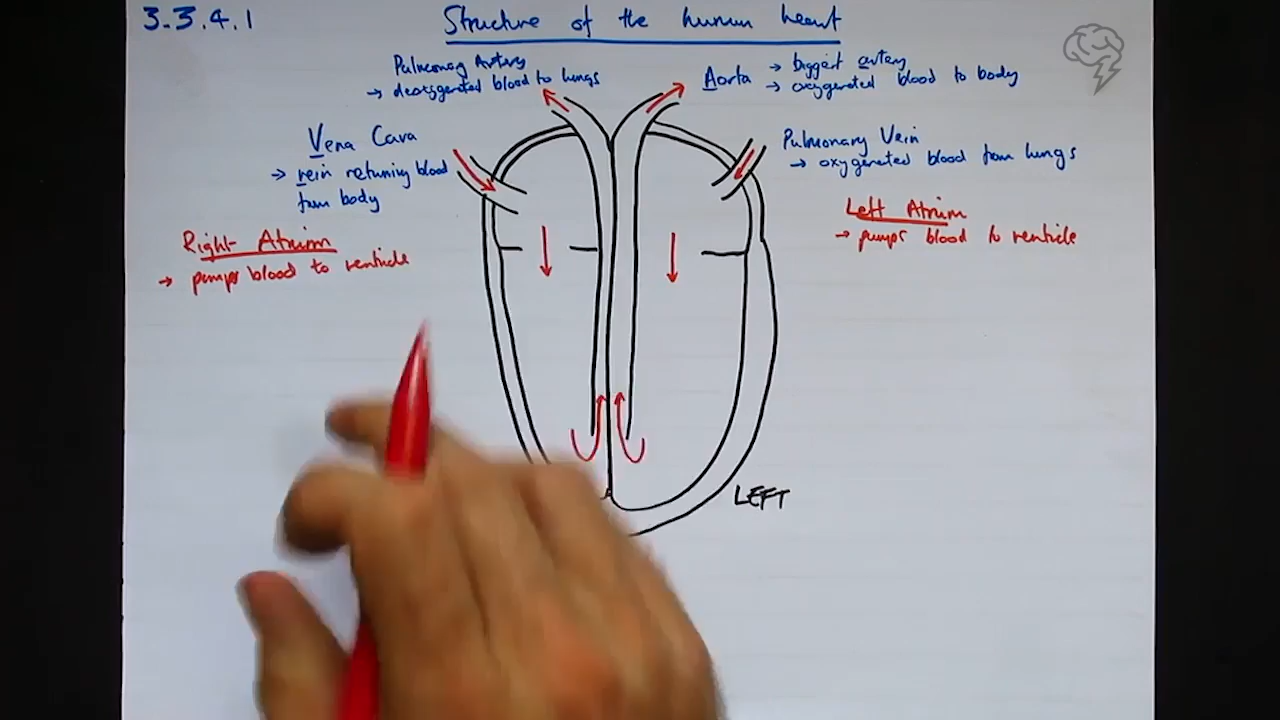 3.3.4.1
Structure of the human heart
Pulmonary Artery
→ deoxygenated blood to lungs
Aorta → biggest artery
→ oxygenated blood to body
Vena Cava
→ vein returning blood
from body
Pulmonary Vein
→ oxygenated blood from lungs
Right Atrium
→ pumps blood to ventricle
Left Atrium
→ pumps blood to ventricle
LEFT